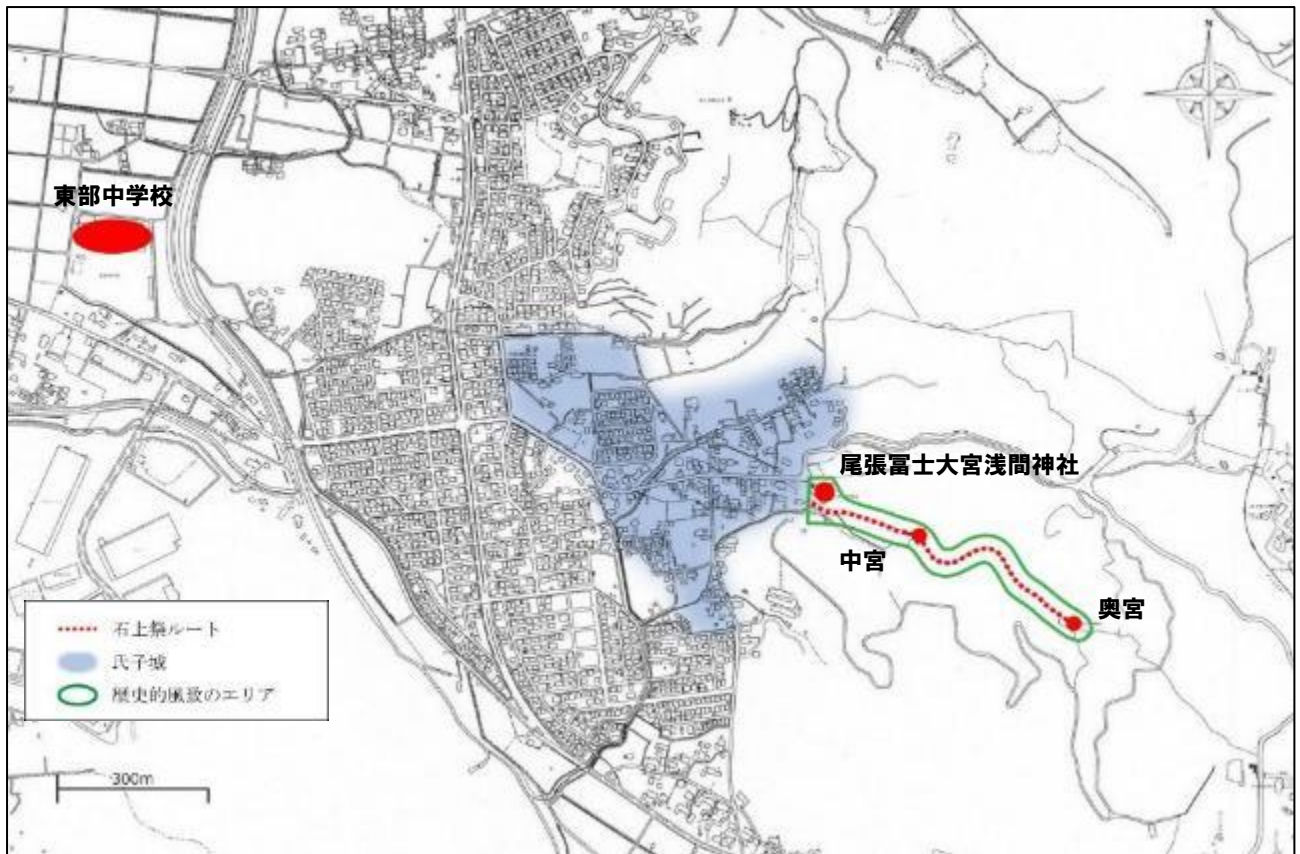 N
東部中学校
尾張冨士大宮浅間神社
中宮
奥宮
石上祭ルート
氏子域
歴史的風致のエリア
300m